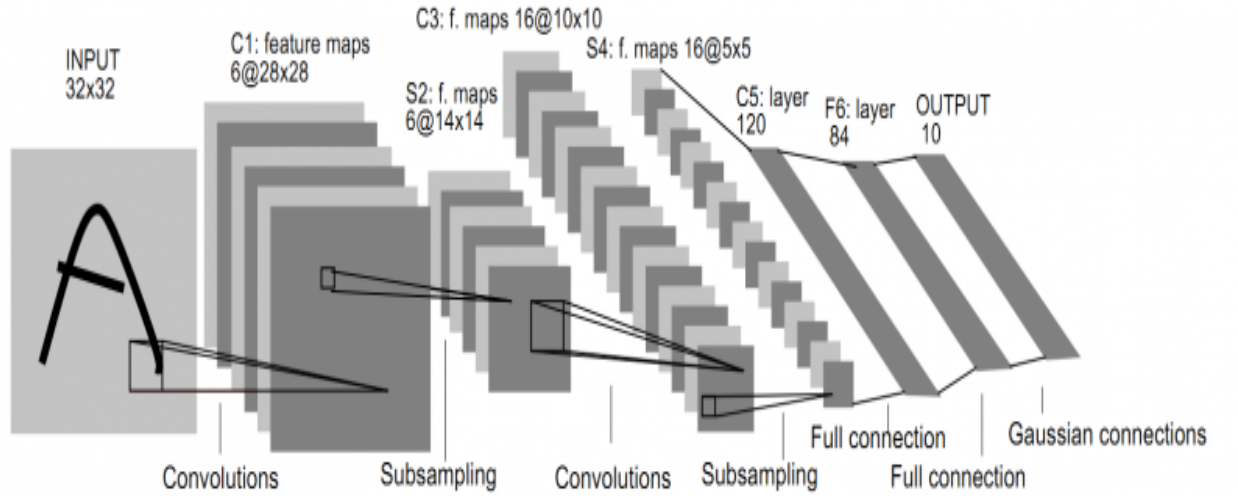 INPUT
32x32
C1: feature maps
6@28x28
S2: f. maps
6@14x14
C3: f. maps 16@10x10
S4: f. maps 16@5x5
C5: layer
120
F6: layer
84
OUTPUT
10
Convolutions
Subsampling
Convolutions
Subsampling
Full connection
Full connection
Gaussian connections